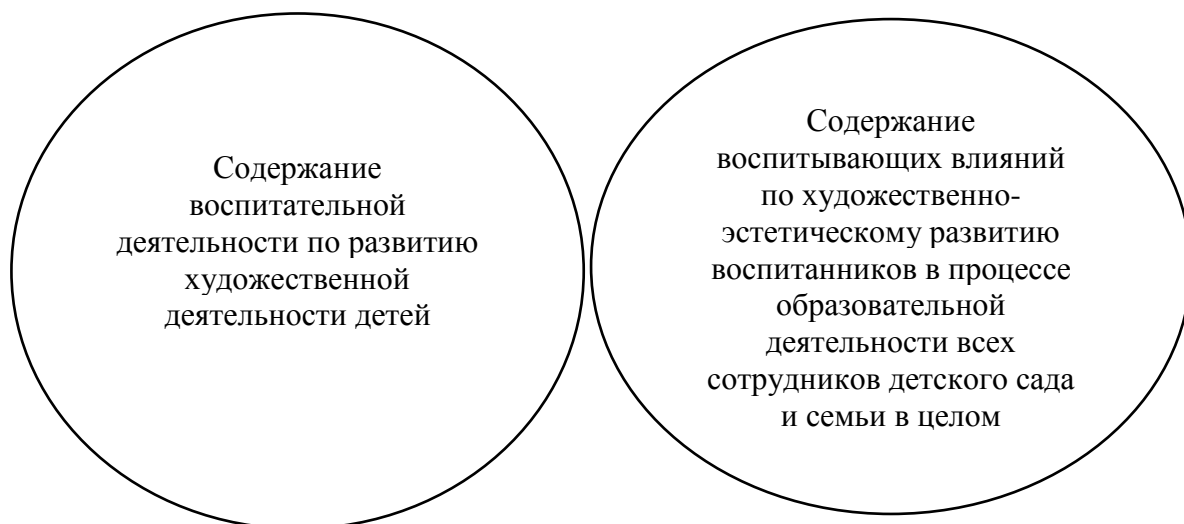 Содержание
воспитательной
деятельности по развитию
художественной
деятельности детей
Содержание
воспитывающих влияний
по художественно-
эстетическому развитию
воспитанников в процессе
образовательной
деятельности всех
сотрудников детского сада
и семьи в целом